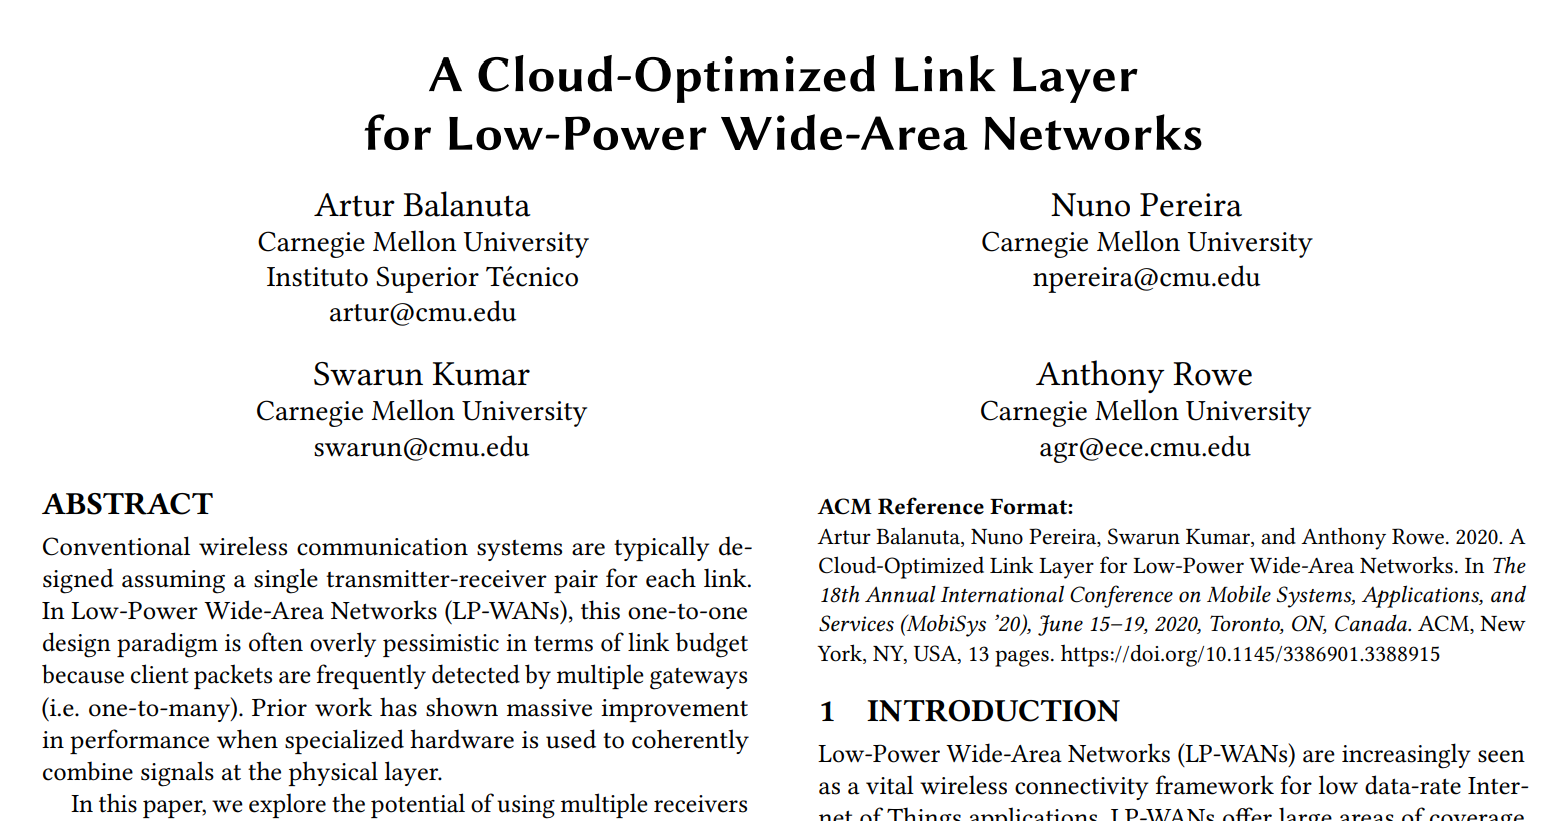 A Cloud-Optimized Link Layer
for Low-Power Wide-Area Networks
Artur Balanuta
Carnegie Mellon University
Instituto Superior Técnico
artur@cmu.edu
Nuno Pereira
Carnegie Mellon University
npereira@cmu.edu
Swarun Kumar
Carnegie Mellon University
swarun@cmu.edu
Anthony Rowe
Carnegie Mellon University
agr@ece.cmu.edu
ABSTRACT
Conventional wireless communication systems are typically de-
signed assuming a single transmitter-receiver pair for each link.
In Low-Power Wide-Area Networks (LP-WANs), this one-to-one
design paradigm is often overly pessimistic in terms of link budget
because client packets are frequently detected by multiple gateways
(i.e. one-to-many). Prior work has shown massive improvement
in performance when specialized hardware is used to coherently
combine signals at the physical layer.
In this paper, we explore the potential of using multiple receivers
ACM Reference Format:
Artur Balanuta, Nuno Pereira, Swarun Kumar, and Anthony Rowe. 2020. A
Cloud-Optimized Link Layer for Low-Power Wide-Area Networks. In The
18th Annual International Conference on Mobile Systems, Applications, and
Services (MobiSys ’20), June 15–19, 2020, Toronto, ON, Canada. ACM, New
York, NY, USA, 13 pages. https://doi.org/10.1145/3386901.3388915
1 INTRODUCTION
Low-Power Wide-Area Networks (LP-WANs) are increasingly seen
as a vital wireless connectivity framework for low data-rate Inter-
net of Things applications. LP-WANs offer large areas of coverage